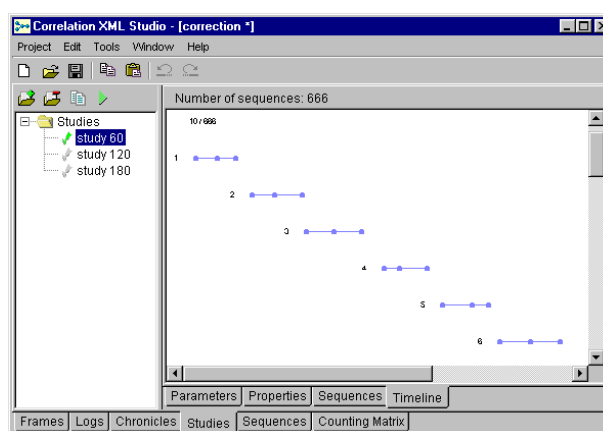 Correlation XML Studio - [correction *]
Project Edit Tools Window Help
Number of sequences: 666
Studies
study 60
study 120
study 180
10 / 666
1
2
3
4
5
6
Parameters Properties Sequences Timeline
Frames Logs Chronicles Studies Sequences Counting Matrix